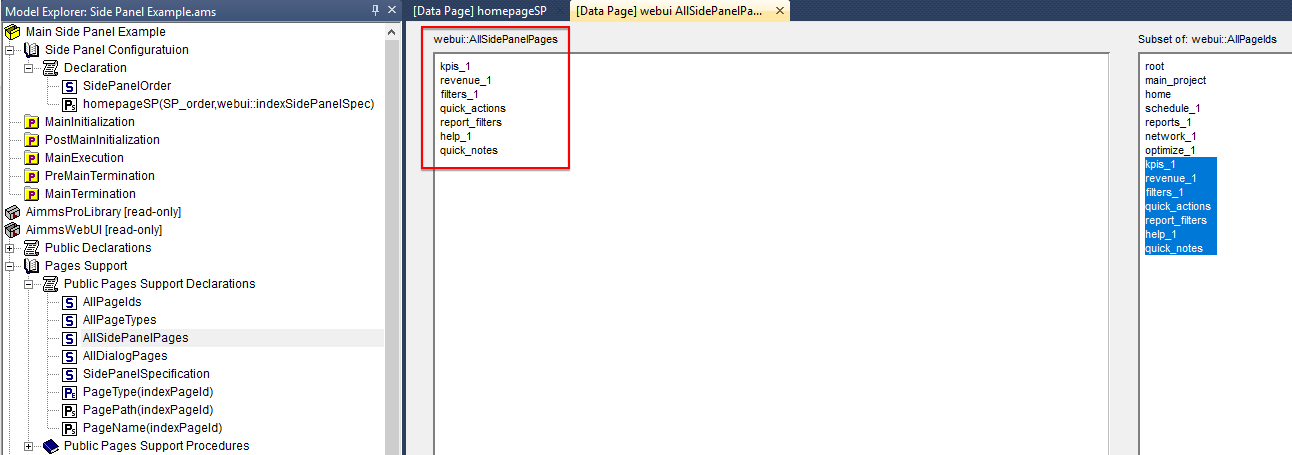 Model Explorer: Side Panel Example.ams
Main Side Panel Example
Side Panel Configuratuion
Declaration
SidePanelOrder
homepageSP(SP_order,webui::indexSidePanelSpec)
MainInitialization
PostMainInitialization
MainExecution
PreMainTermination
MainTermination
AimmsProLibrary [read-only]
AimmsWebUI [read-only]
Public Declarations
Pages Support
Public Pages Support Declarations
AllPageIds
AllPageTypes
AllSidePanelPages
AllDialogPages
SidePanelSpecification
PageType(indexPageId)
PagePath(indexPageId)
PageName(indexPageId)
Public Pages Support Procedures
[Data Page] homepageSP
[Data Page] webui AllSidePanelPa...
webui::AllSidePanelPages
kpis_1
revenue_1
filters_1
quick_actions
report_filters
help_1
quick_notes
Subset of: webui::AllPageIds
root
main_project
home
schedule_1
reports_1
network_1
optimize_1
kpis_1
revenue_1
filters_1
quick_actions
report_filters
help_1
quick_notes